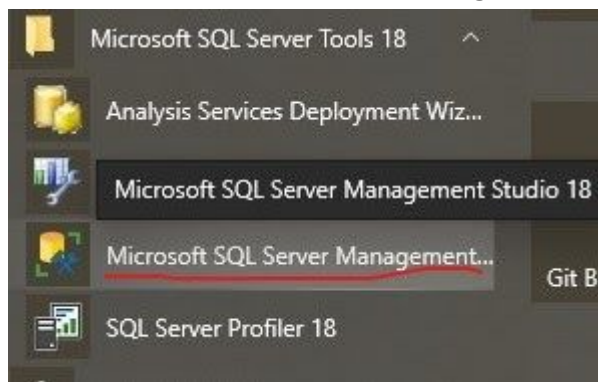 Microsoft SQL Server Tools 18
Analysis Services Deployment Wiz...
Microsoft SQL Server Management Studio 18
Microsoft SQL Server Management...
Git B
SQL Server Profiler 18